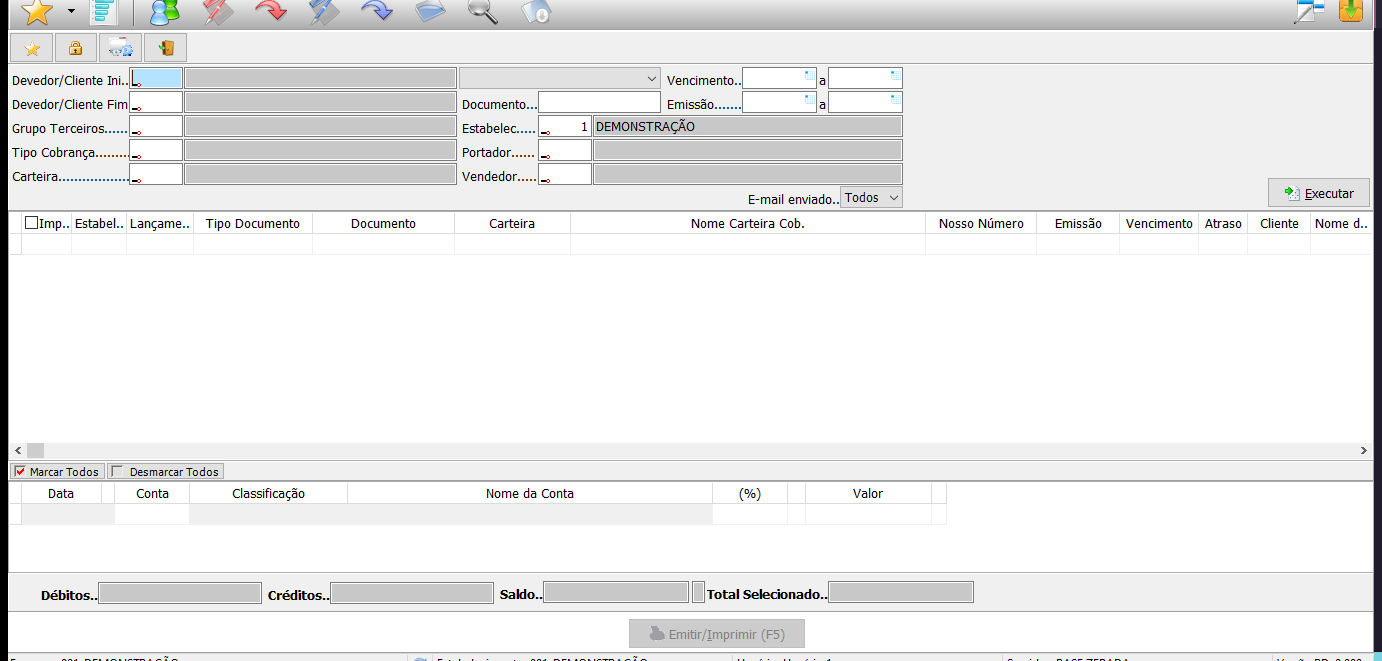 Devedor/Cliente Ini.. Vencimento.. a
Devedor/Cliente Fim Documento... Emissão....... a
Grupo Terceiros...... Estabelec..... 1 DEMONSTRAÇÃO
Tipo Cobrança........ Portador......
Carteira................. Vendedor.....
E-mail enviado.. Todos
Executar
Imp.. Estabel.. Lançame.. Tipo Documento Documento Carteira Nome Carteira Cob. Nosso Número Emissão Vencimento Atraso Cliente Nome d..
Marcar Todos Desmarcar Todos
Data Conta Classificação Nome da Conta (%) Valor
Débitos.. Créditos.. Saldo.. Total Selecionado..
Emitir/Imprimir (F5)